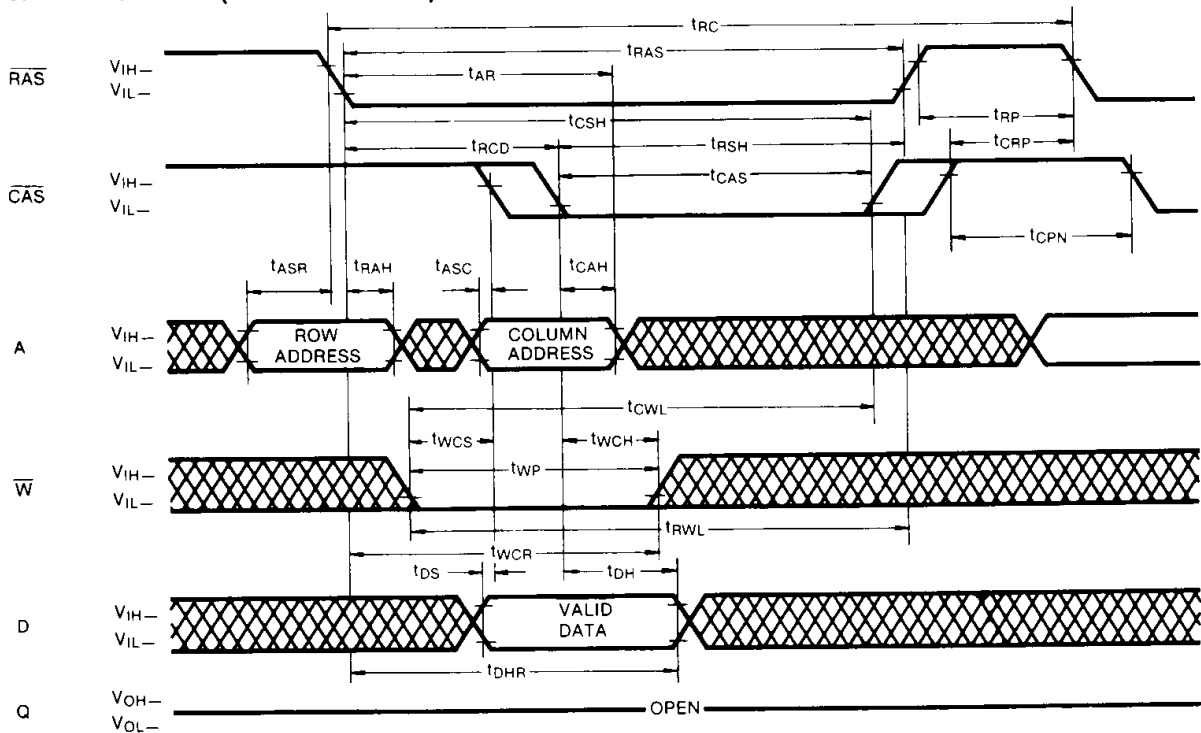 tRC
tRAS
tAR
RAS
VIH–
VIL–
tCSH
tRP
tRCD
tRSH
tCRP
CAS
VIH–
VIL–
tCAS
tCPN
tASR
tRAH
tASC
tCAH
A
VIH–
VIL–
ROW
ADDRESS
COLUMN
ADDRESS
tCWL
tWCS
tWCH
W
VIH–
VIL–
tWP
tRWL
tWCR
tDS
tDH
D
VIH–
VIL–
VALID
DATA
tDHR
Q
VOH–
VOL–
OPEN